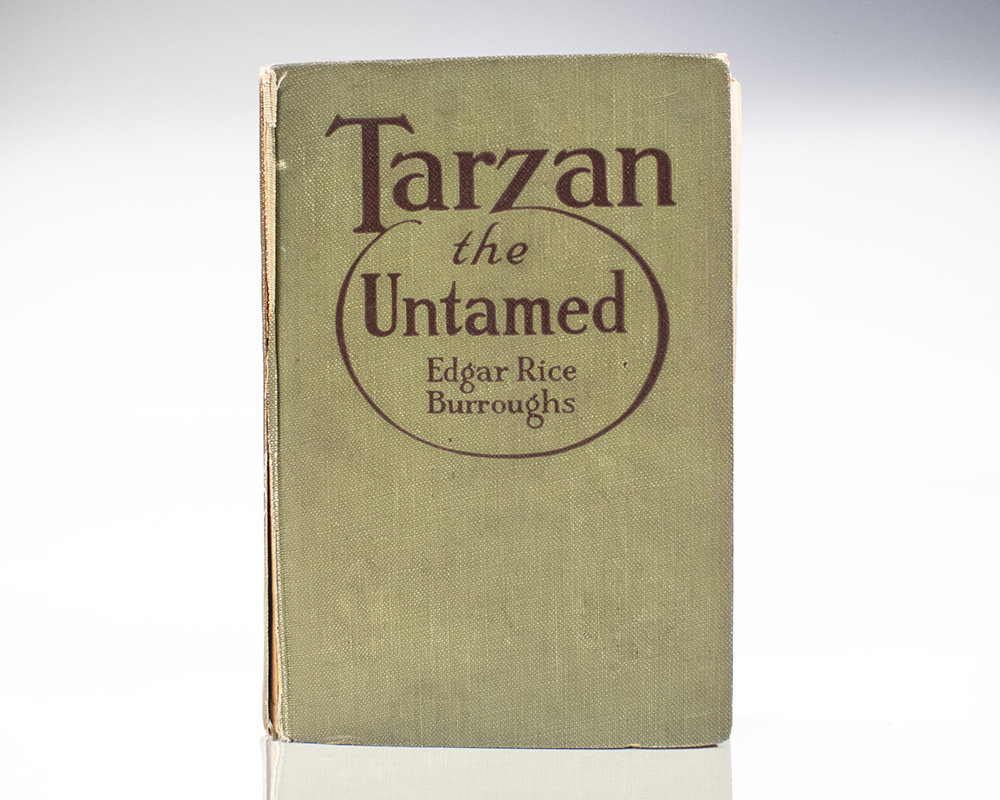 Tarzan
the
Untamed
Edgar Rice
Burroughs